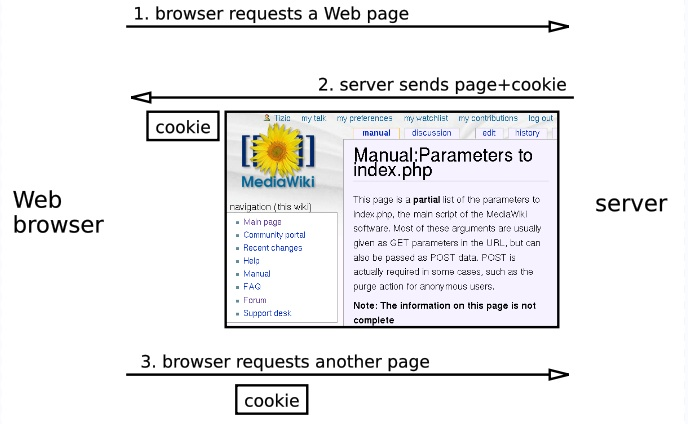 1. browser requests a Web page
2. server sends page+cookie
cookie
Tizio my talk my preferences my watchlist my contributions log out
manual discussion edit history
[[ ]]
MediaWiki
Manual:Parameters to
index.php
This page is a partial list of the parameters to
index.php, the main script of the MediaWiki
software. Most of these arguments are usually
given as GET parameters in the URL, but can
also be passed as POST data. POST is
actually required in some cases, such as the
purge action for anonymous users.
Note: The information on this page is not
complete
navigation (this wiki)
Main page
Community portal
Recent changes
Help
Manual
FAQ
Forum
Support desk
Web
browser
server
3. browser requests another page
cookie